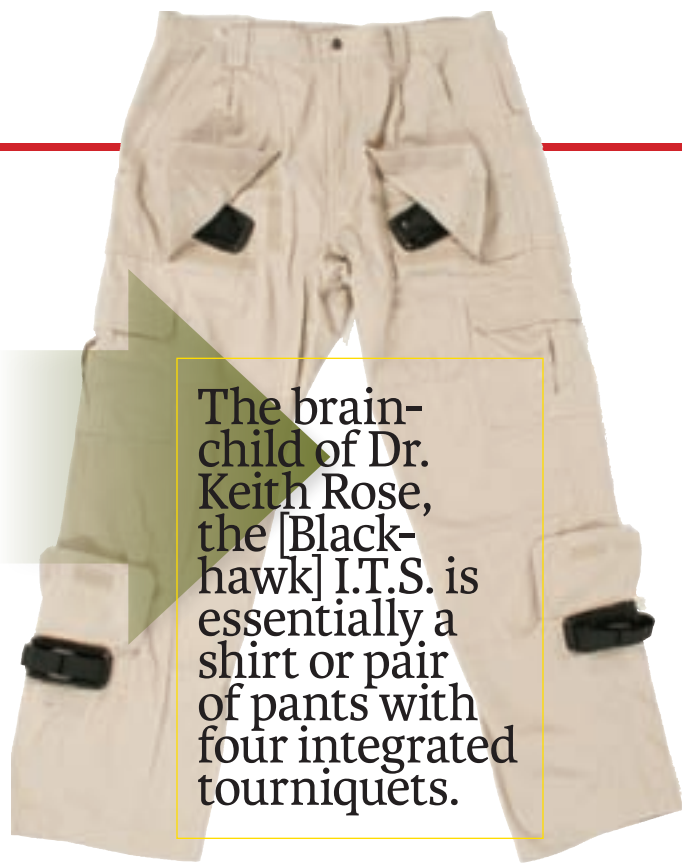 The brain-
child of Dr.
Keith Rose,
the [Black-
hawk] I.T.S. is
essentially a
shirt or pair
of pants with
four integrated
tourniquets.